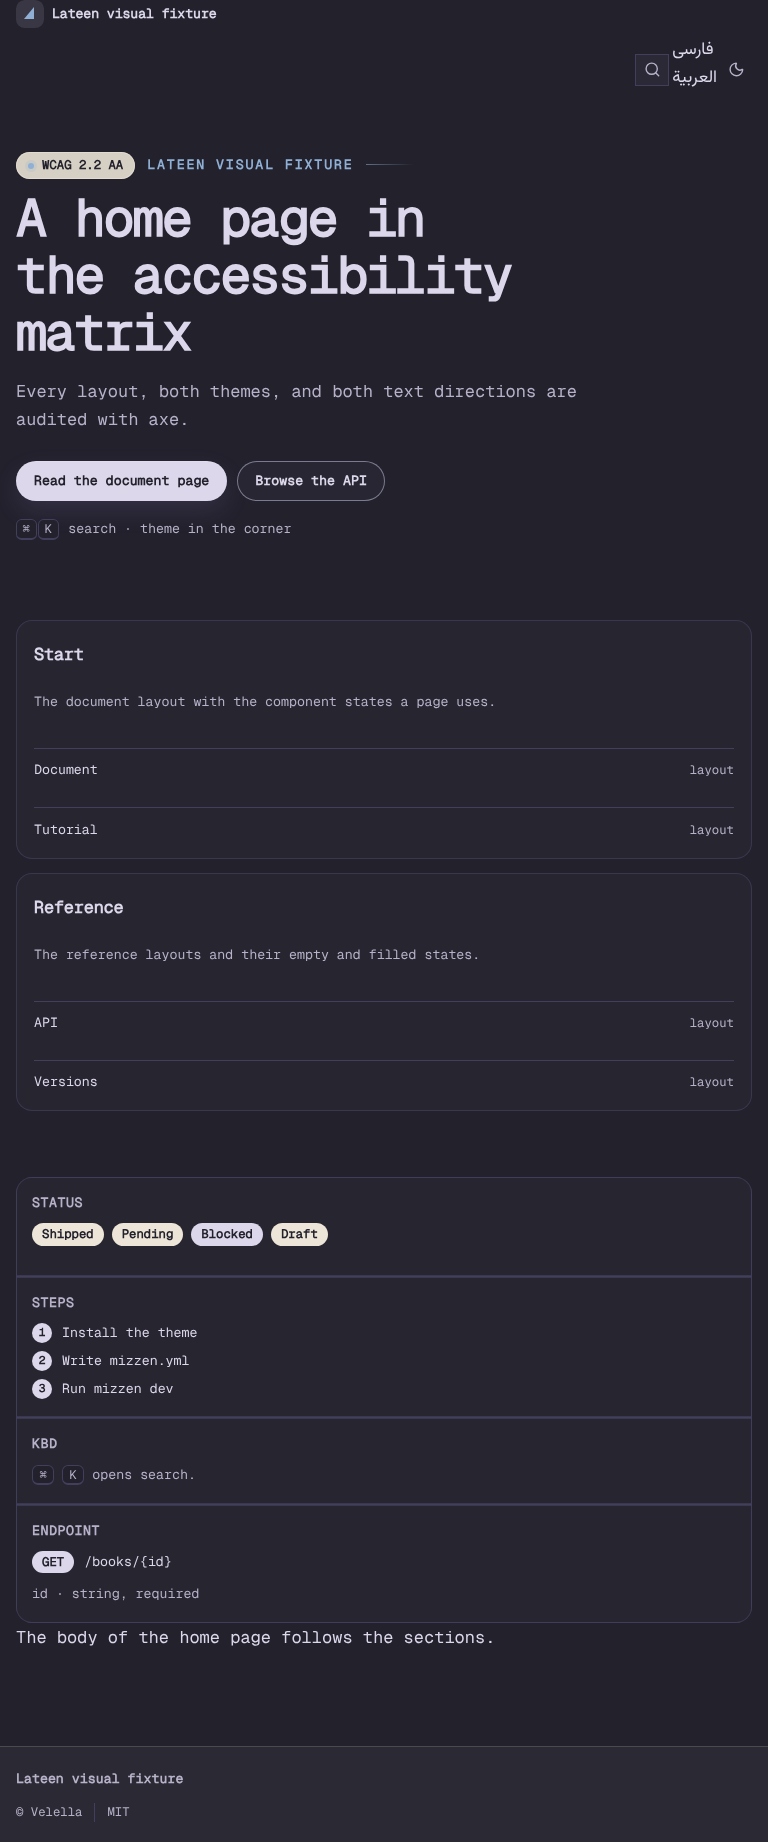 Lateen visual fixture
فارسی
العربية
WCAG 2.2 AA
LATEEN VISUAL FIXTURE
A home page in
the accessibility
matrix
Every layout, both themes, and both text directions are
audited with axe.
Read the document page
Browse the API
⌘ K search · theme in the corner
Start
The document layout with the component states a page uses.
Document layout
Tutorial layout
Reference
The reference layouts and their empty and filled states.
API layout
Versions layout
STATUS
Shipped Pending Blocked Draft
STEPS
1 Install the theme
2 Write mizzen.yml
3 Run mizzen dev
KBD
⌘ K opens search.
ENDPOINT
GET /books/{id}
id · string, required
The body of the home page follows the sections.
Lateen visual fixture
© Velella MIT